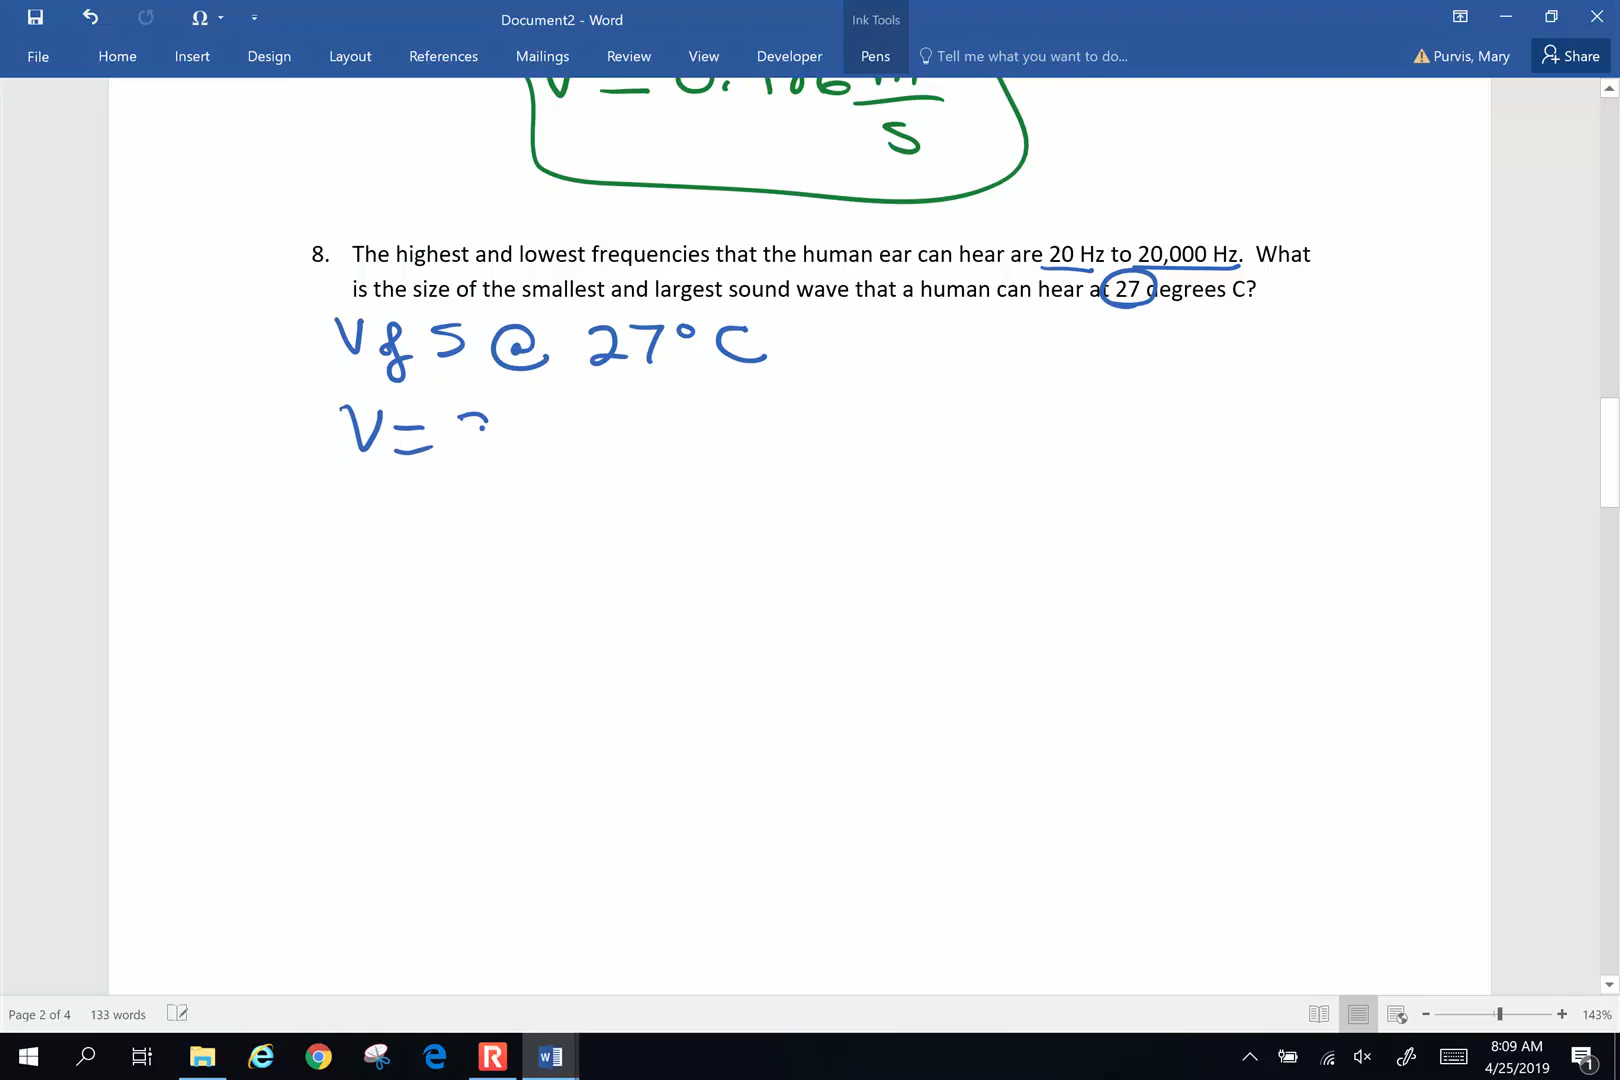 Document2 - Word
Ink Tools
File Home Insert Design Layout References Mailings Review View Developer Pens Tell me what you want to do... Purvis, Mary Share
V =
s
8. The highest and lowest frequencies that the human ear can hear are 20 Hz to 20,000 Hz. What
is the size of the smallest and largest sound wave that a human can hear at 27 degrees C?
V of S @ 27° C
V =
Page 2 of 4 133 words 143%
8:09 AM
4/25/2019
1